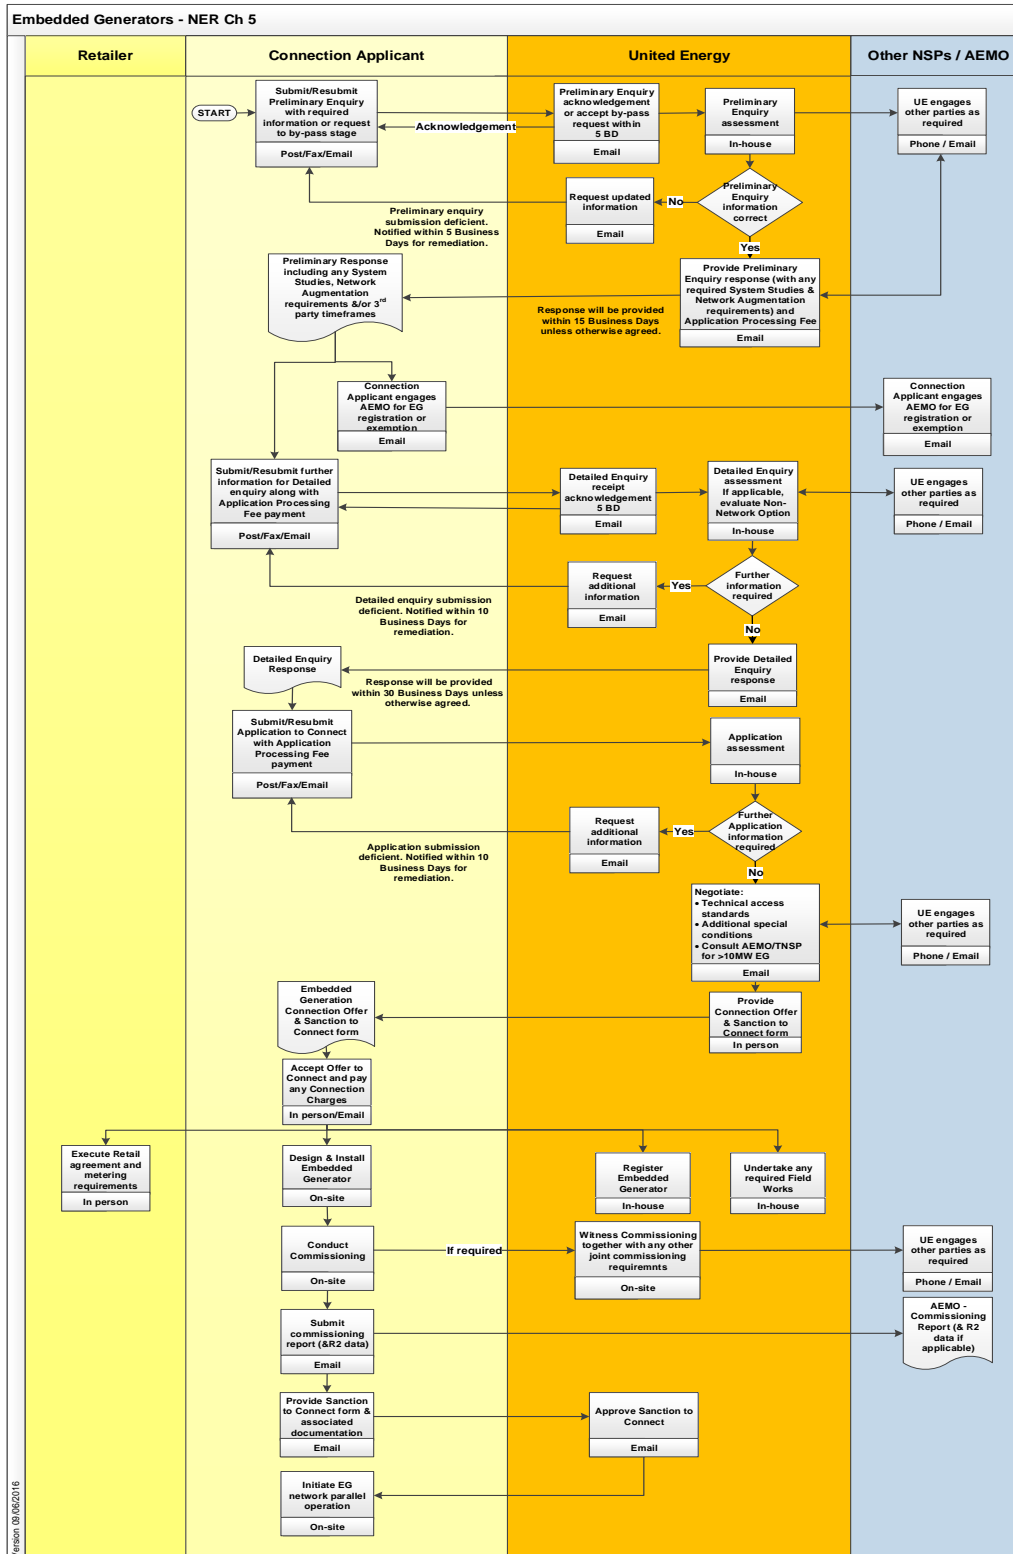 Embedded Generators - NER Ch 5
Retailer
Connection Applicant
United Energy
Other NSPs / AEMO
START
Submit/Resubmit
Preliminary Enquiry
with required
information or request
to by-pass stage
Post/Fax/Email
Acknowledgement
Preliminary Enquiry
acknowledgement
or accept by-pass
request within
5 BD
Email
Preliminary
Enquiry
assessment
In-house
UE engages
other parties as
required
Phone / Email
Preliminary
Enquiry
information
correct
No
Request updated
information
Email
Preliminary enquiry
submission deficient.
Notified within 5 Business
Days for remediation.
Yes
Preliminary Response
including any System
Studies, Network
Augmentation
requirements &/or 3rd
party timeframes
Provide Preliminary
Enquiry response (with any
required System Studies &
Network Augmentation
requirements) and
Application Processing Fee
Email
Response will be provided
within 15 Business Days
unless otherwise agreed.
Connection
Applicant engages
AEMO for EG
registration or
exemption
Email
Connection
Applicant engages
AEMO for EG
registration or
exemption
Email
Submit/Resubmit further
information for Detailed
enquiry along with
Application Processing
Fee payment
Post/Fax/Email
Detailed Enquiry
receipt
acknowledgement
5 BD
Email
Detailed Enquiry
assessment
If applicable,
evaluate Non-
Network Option
In-house
UE engages
other parties as
required
Phone / Email
Further
information
required
Yes
Request
additional
information
Email
Detailed enquiry submission
deficient. Notified within 10
Business Days for
remediation.
No
Detailed Enquiry
Response
Provide Detailed
Enquiry
response
Email
Response will be provided
within 30 Business Days unless
otherwise agreed.
Submit/Resubmit
Application to Connect
with Application
Processing Fee
payment
Post/Fax/Email
Application
assessment
In-house
Further
Application
information
required
Yes
Request
additional
information
Email
Application submission
deficient. Notified within 10
Business Days for
remediation.
No
Negotiate:
• Technical access
standards
• Additional special
conditions
• Consult AEMO/TNSP
for >10MW EG
Email
UE engages
other parties as
required
Phone / Email
Embedded
Generation
Connection Offer
& Sanction to
Connect form
Provide
Connection Offer
& Sanction to
Connect form
In person
Accept Offer to
Connect and pay
any Connection
Charges
In person/Email
Execute Retail
agreement and
metering
requirements
In person
Design & Install
Embedded
Generator
On-site
Register
Embedded
Generator
In-house
Undertake any
required Field
Works
In-house
Conduct
Commissioning
On-site
If required
Witness Commissioning
together with any other
joint commissioning
requiremnts
On-site
UE engages
other parties as
required
Phone / Email
Submit
commissioning
report (&R2 data)
Email
AEMO -
Commissioning
Report (& R2
data if
applicable)
Provide Sanction
to Connect form &
associated
documentation
Email
Approve Sanction to
Connect
Email
Initiate EG
network parallel
operation
On-site
Version 09/06/2016